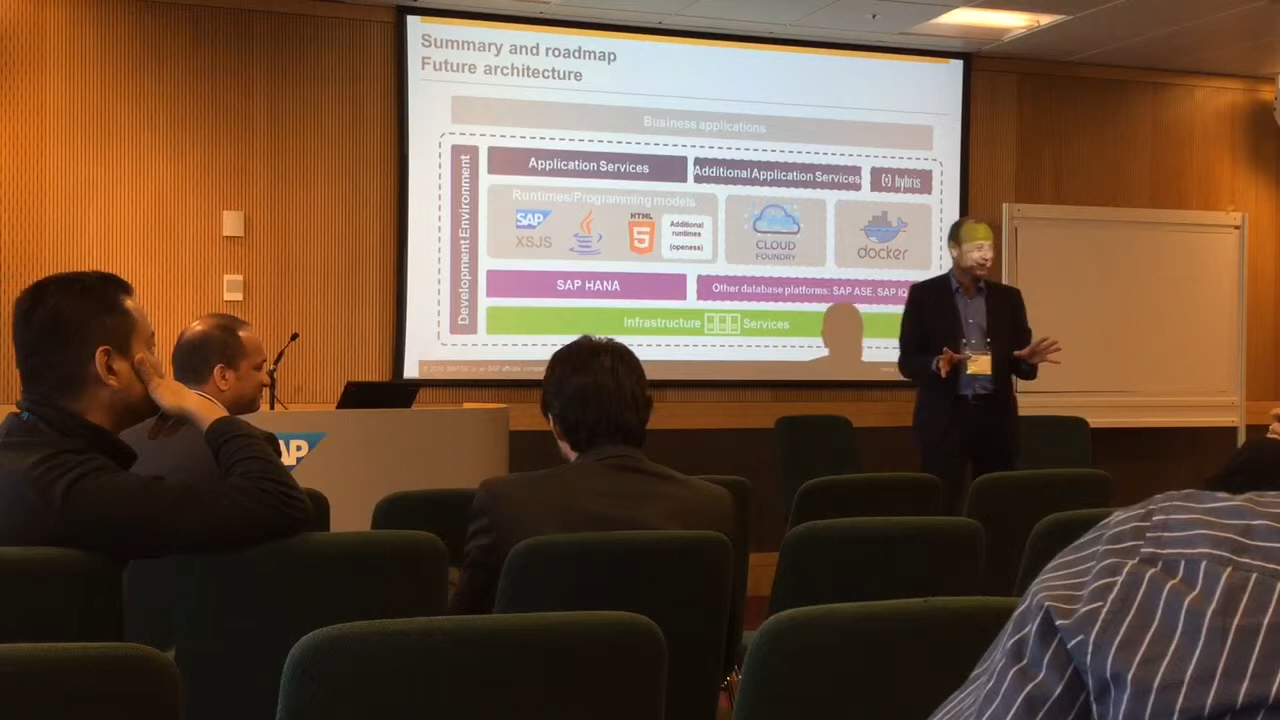 Summary and roadmap
Future architecture
Business applications
Development Environment
Application Services
Additional Application Services
hybris
Runtimes/Programming models
SAP
XSJS
HTML
5
Additional
runtimes
(openess)
CLOUD
FOUNDRY
docker
SAP HANA
Other database platforms: SAP ASE, SAP IQ
Infrastructure Services
AP